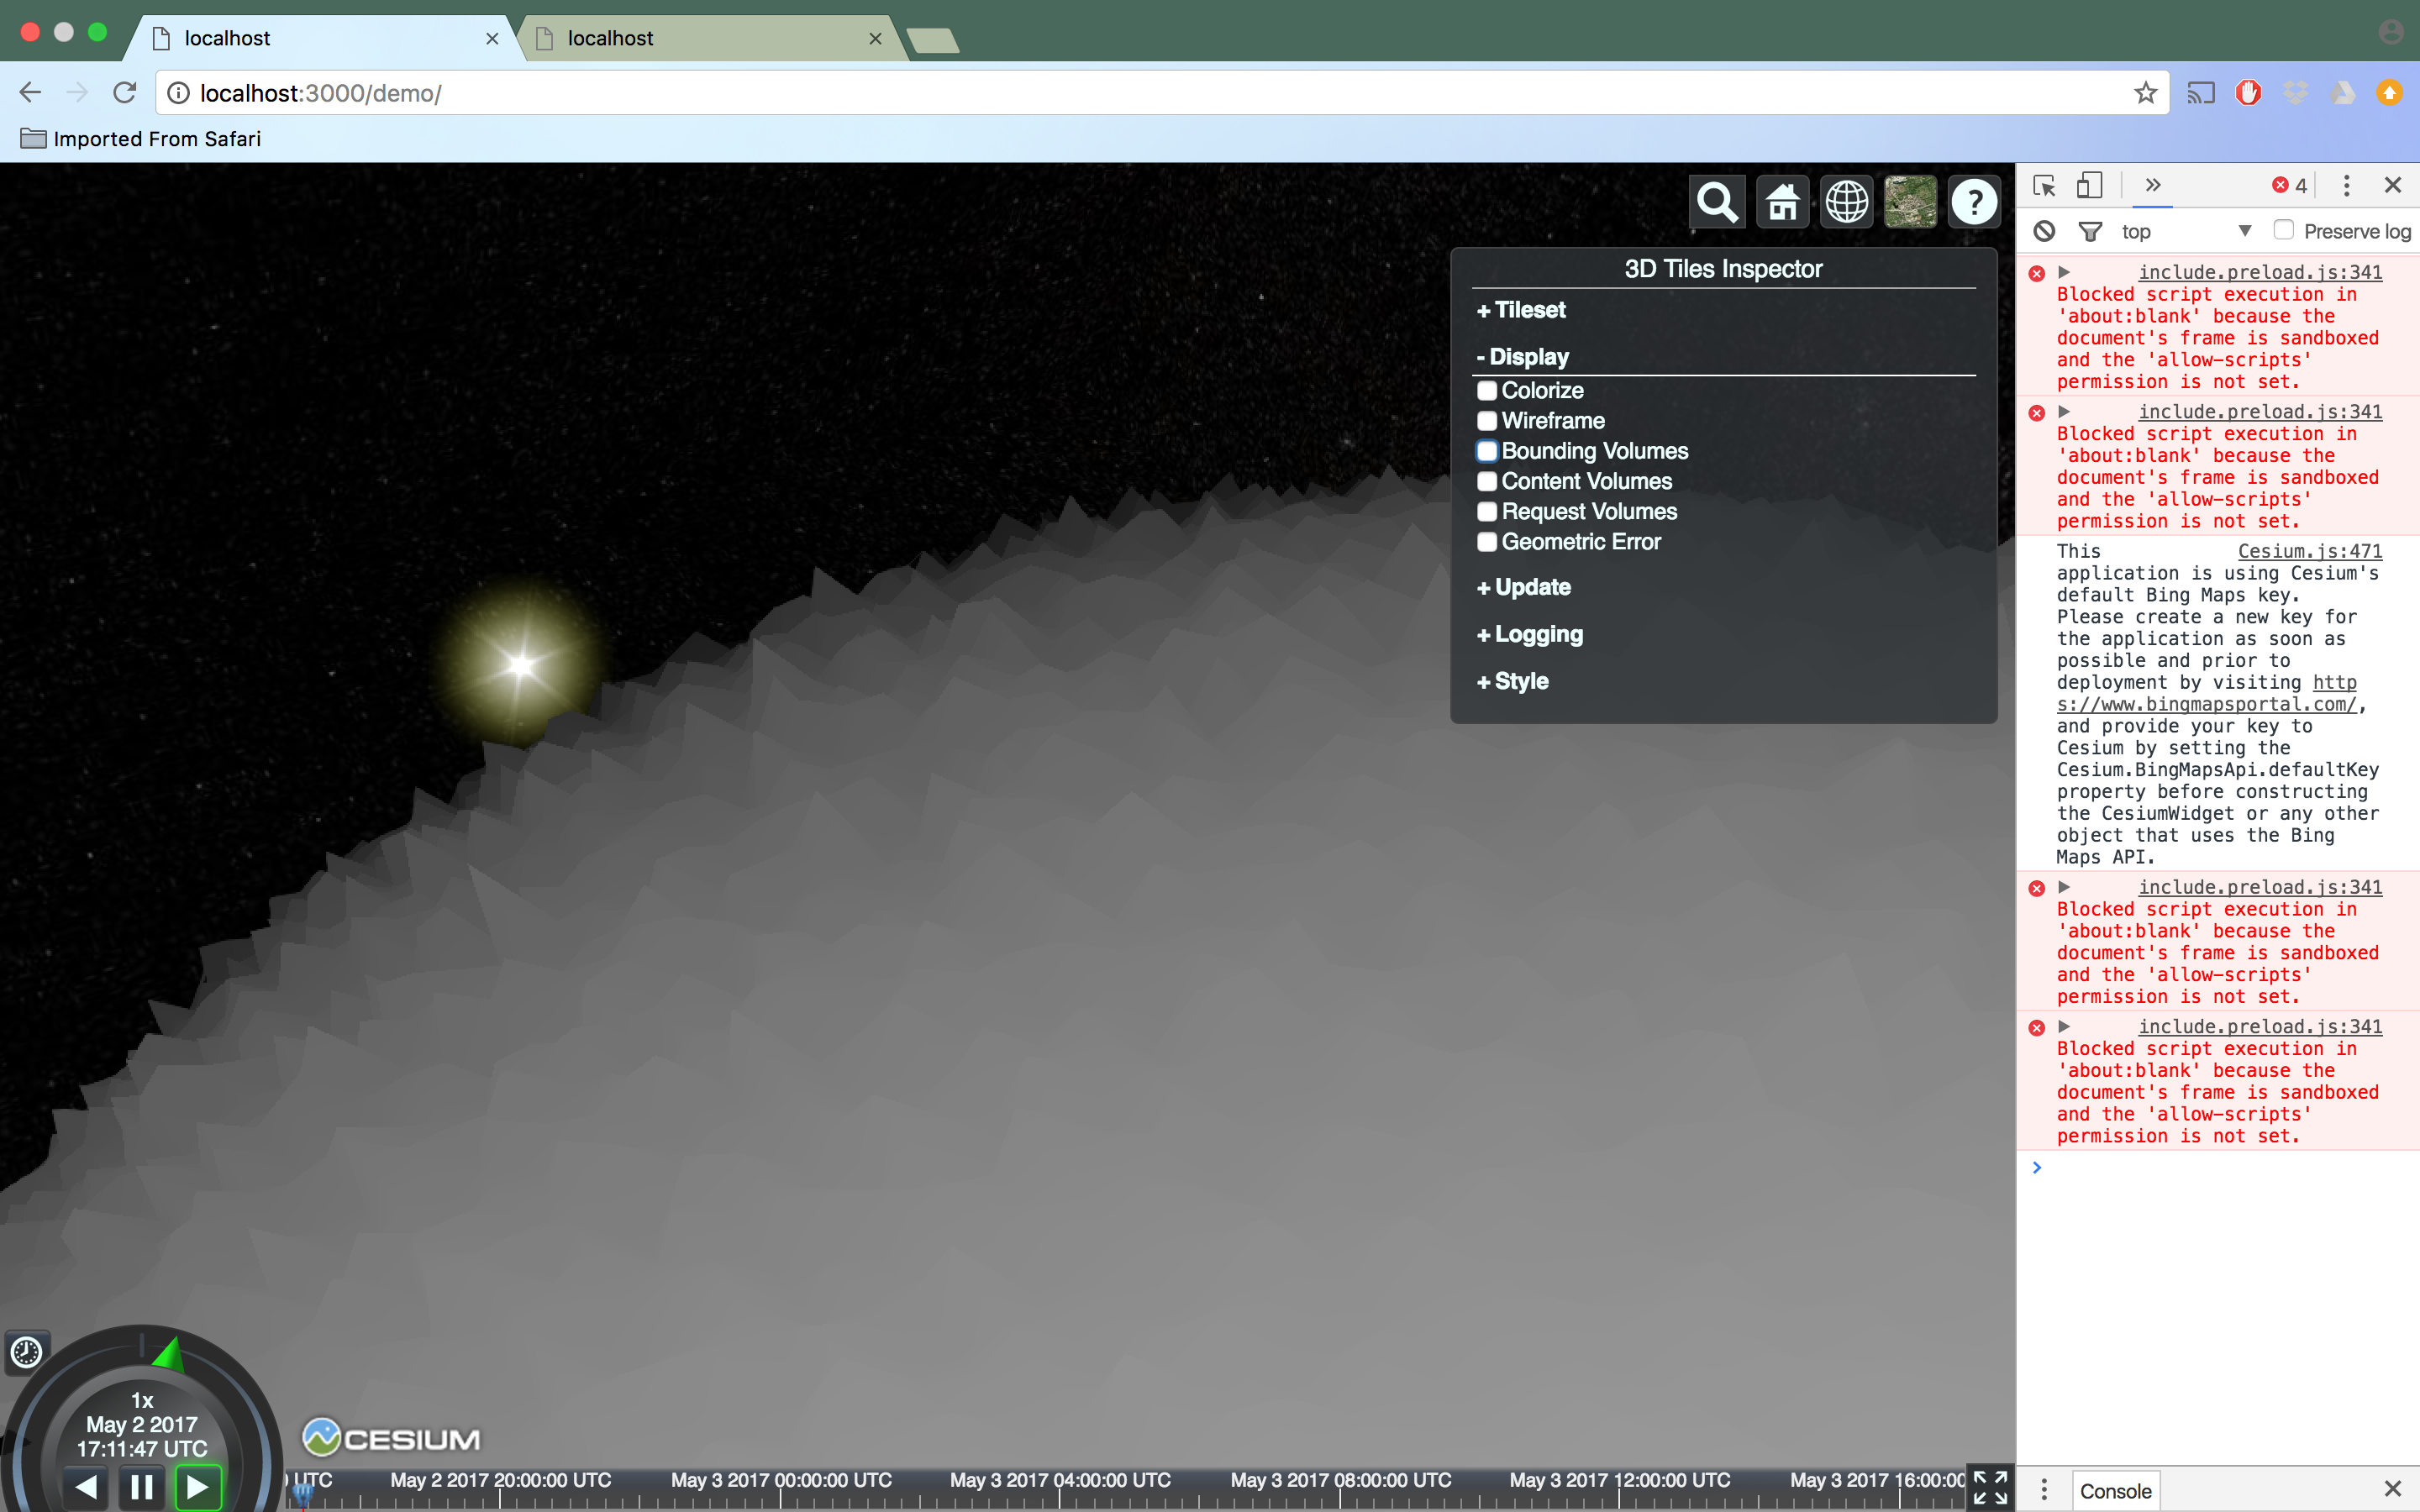 localhost
localhost
localhost:3000/demo/
Imported From Safari
3D Tiles Inspector
+ Tileset
- Display
Colorize
Wireframe
Bounding Volumes
Content Volumes
Request Volumes
Geometric Error
+ Update
+ Logging
+ Style
?
4
top
Preserve log
include.preload.js:341
Blocked script execution in
'about:blank' because the
document's frame is sandboxed
and the 'allow-scripts'
permission is not set.
include.preload.js:341
Blocked script execution in
'about:blank' because the
document's frame is sandboxed
and the 'allow-scripts'
permission is not set.
This Cesium.js:471
application is using Cesium's
default Bing Maps key.
Please create a new key for
the application as soon as
possible and prior to
deployment by visiting http
s://www.bingmapsportal.com/,
and provide your key to
Cesium by setting the
Cesium.BingMapsApi.defaultKey
property before constructing
the CesiumWidget or any other
object that uses the Bing
Maps API.
include.preload.js:341
Blocked script execution in
'about:blank' because the
document's frame is sandboxed
and the 'allow-scripts'
permission is not set.
include.preload.js:341
Blocked script execution in
'about:blank' because the
document's frame is sandboxed
and the 'allow-scripts'
permission is not set.
1x
May 2 2017
17:11:47 UTC
CESIUM
UTC May 2 2017 20:00:00 UTC May 3 2017 00:00:00 UTC May 3 2017 04:00:00 UTC May 3 2017 08:00:00 UTC May 3 2017 12:00:00 UTC May 3 2017 16:00:00
Console